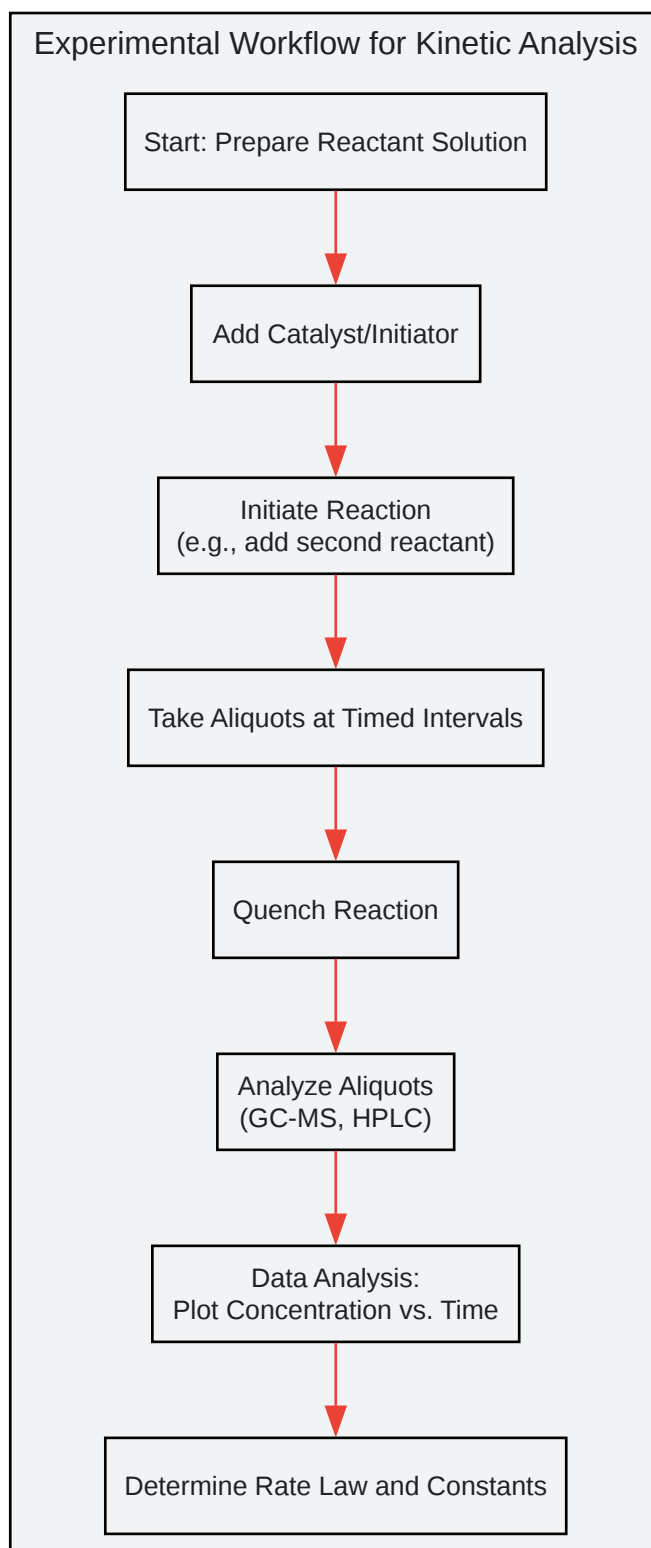 Experimental Workflow for Kinetic Analysis
Start: Prepare Reactant Solution
Add Catalyst/Initiator
Initiate Reaction
(e.g., add second reactant)
Take Aliquots at Timed Intervals
Quench Reaction
Analyze Aliquots
(GC-MS, HPLC)
Data Analysis:
Plot Concentration vs. Time
Determine Rate Law and Constants